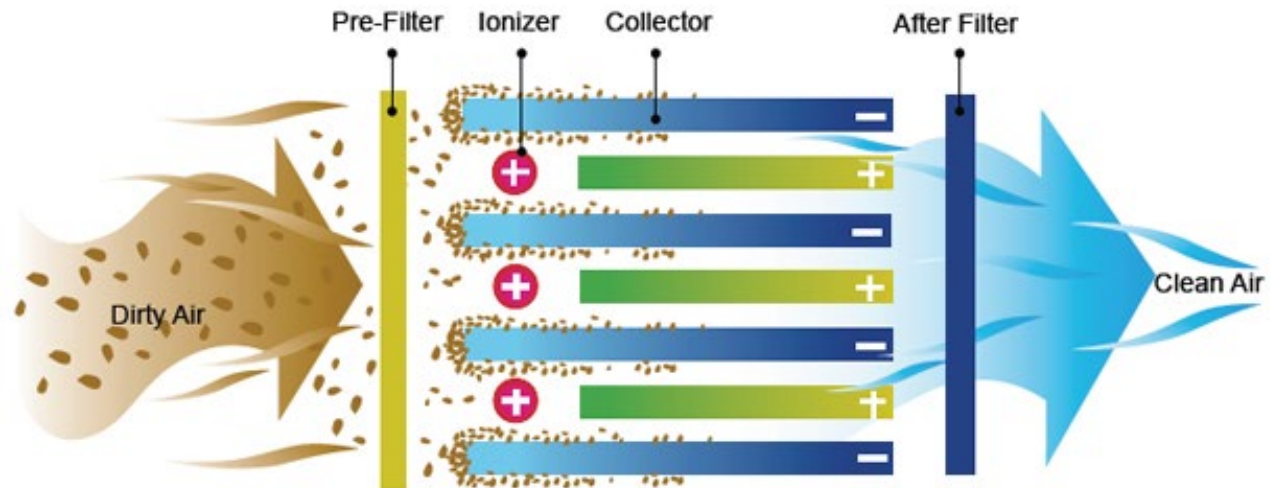 Pre-Filter
Ionizer
Collector
After Filter
Dirty Air
Clean Air
−
+
−
+
−
+
−
+
+
+